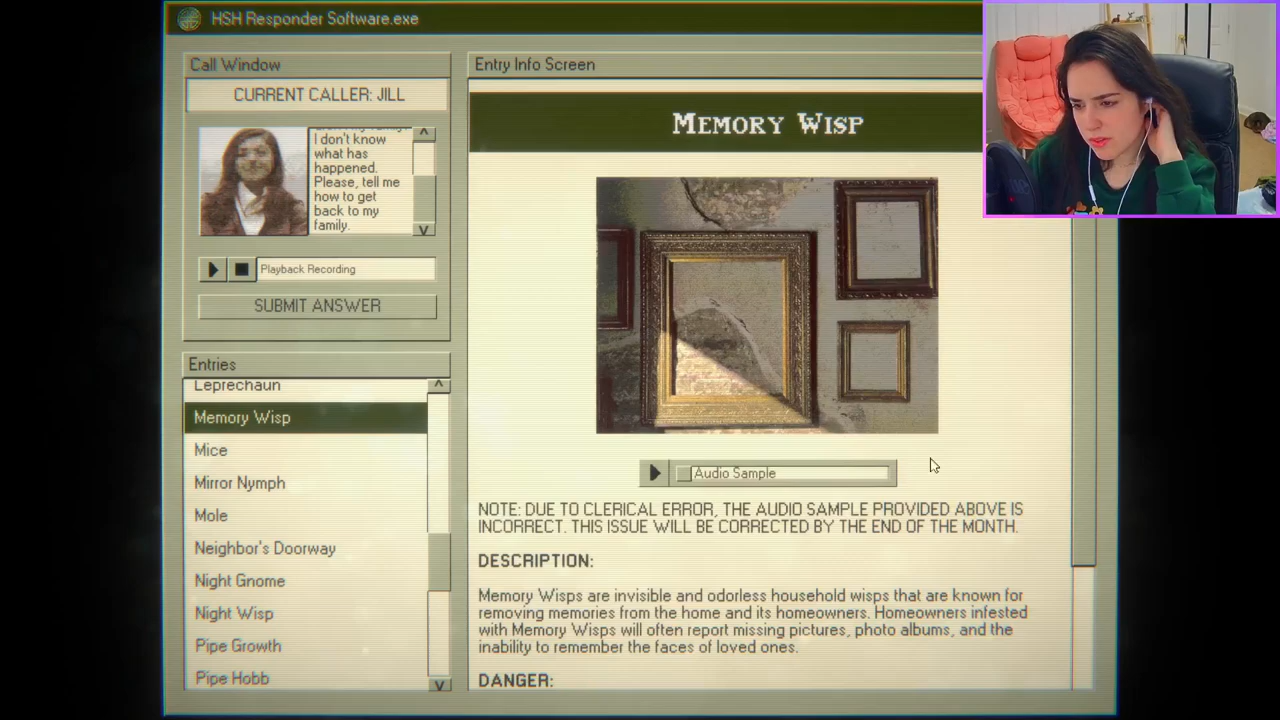 HSH Responder Software.exe
Call Window
CURRENT CALLER: JILL
I don't know
what has
happened.
Please, tell me
how to get
back to my
family.
Playback Recording
SUBMIT ANSWER
Entries
Leprechaun
Memory Wisp
Mice
Mirror Nymph
Mole
Neighbor's Doorway
Night Gnome
Night Wisp
Pipe Growth
Pipe Hobb
Entry Info Screen
MEMORY WISP
Audio Sample
NOTE: DUE TO CLERICAL ERROR, THE AUDIO SAMPLE PROVIDED ABOVE IS
INCORRECT. THIS ISSUE WILL BE CORRECTED BY THE END OF THE MONTH.
DESCRIPTION:
Memory Wisps are invisible and odorless household wisps that are known for
removing memories from the home and its homeowners. Homeowners infested
with Memory Wisps will often report missing pictures, photo albums, and the
inability to remember the faces of loved ones.
DANGER: